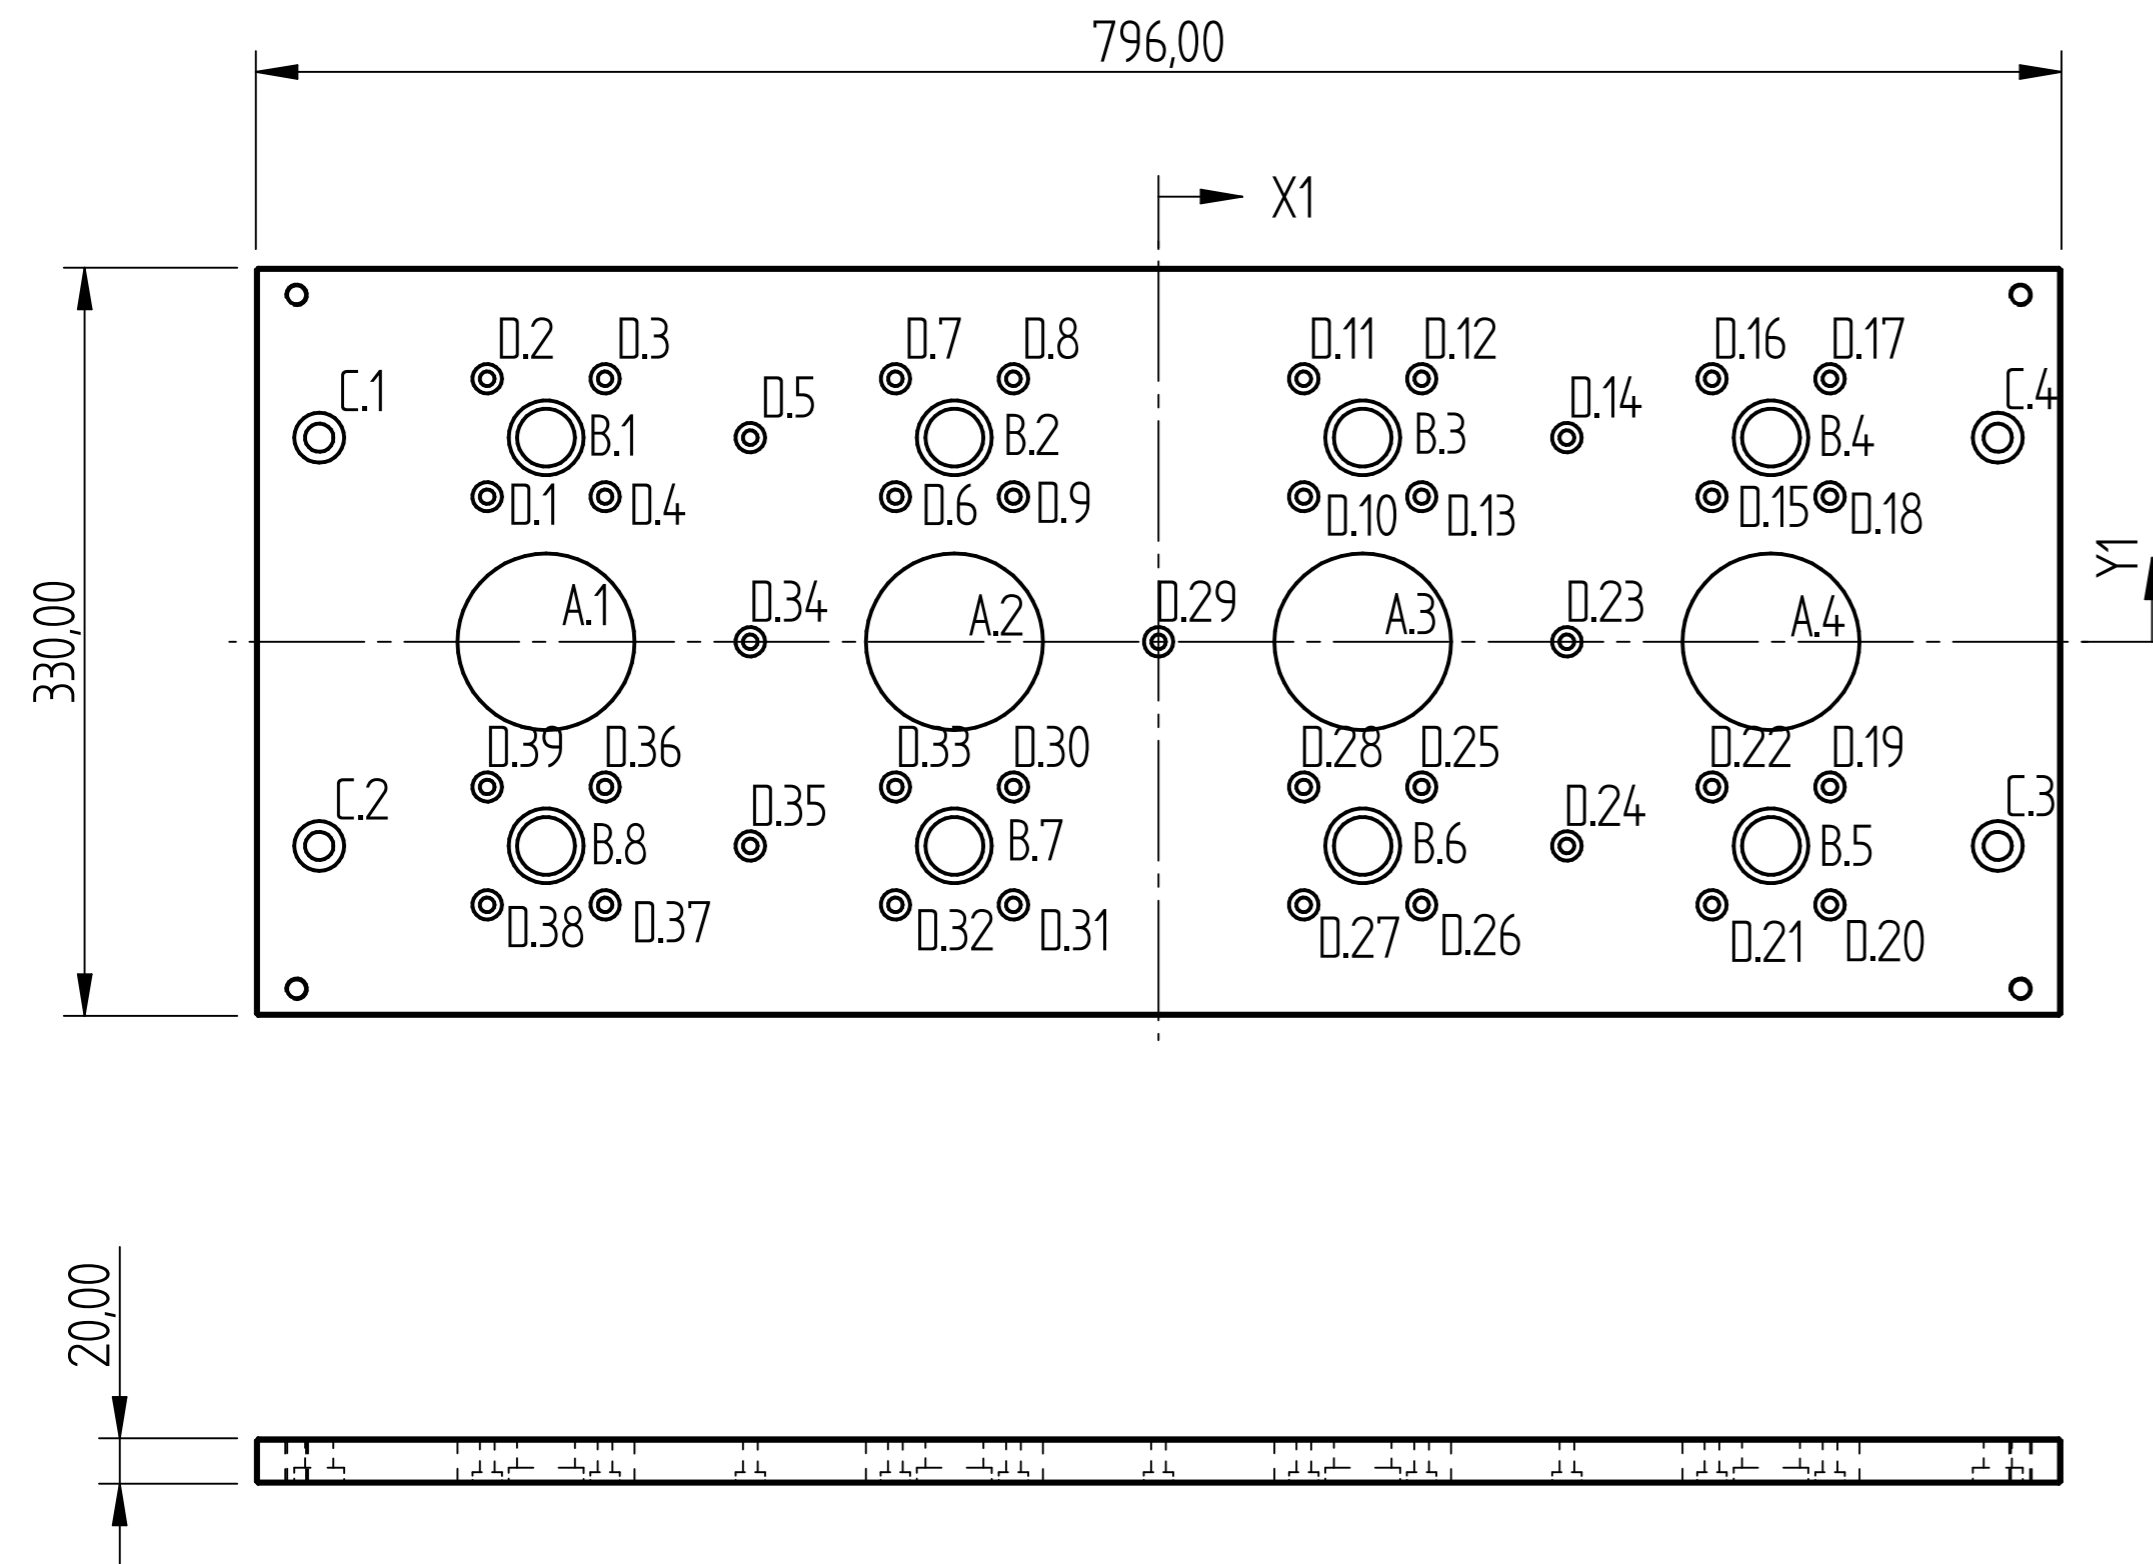 796,00
X1
D.2 D.3 D.7 D.8 D.11 D.12 D.16 D.17
C.1 D.5 D.14 C.4
B.1 B.2 B.3 B.4
D.1 D.4 D.6 D.9 D.10 D.13 D.15 D.18
Y1
330,00
A.1 D.34 A.2 D.29 A.3 D.23 A.4
D.39 D.36 D.33 D.30 D.28 D.25 D.22 D.19
C.2 D.35 D.24 C.3
B.8 B.7 B.6 B.5
D.38 D.37 D.32 D.31 D.27 D.26 D.21 D.20
20,00